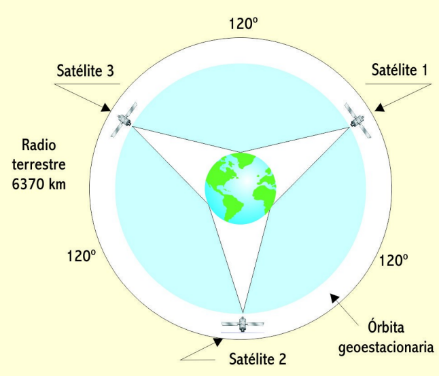 120º
Satélite 3
Satélite 1
Radio
terrestre
6370 km
120º
120º
Órbita
geoestacionaria
Satélite 2